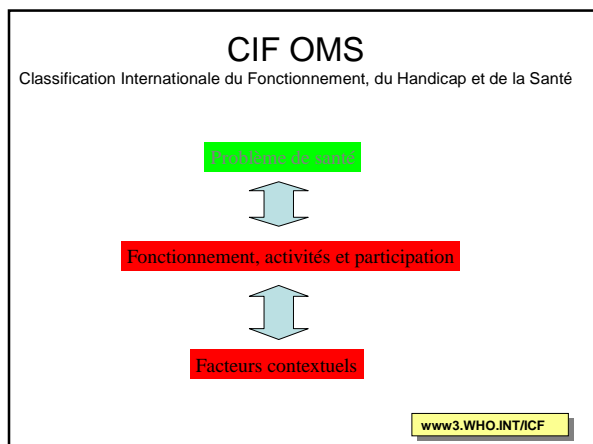 CIF OMS
Classification Internationale du Fonctionnement, du Handicap et de la Santé
Problème de santé
Fonctionnement, activités et participation
Facteurs contextuels
www3.WHO.INT/ICF